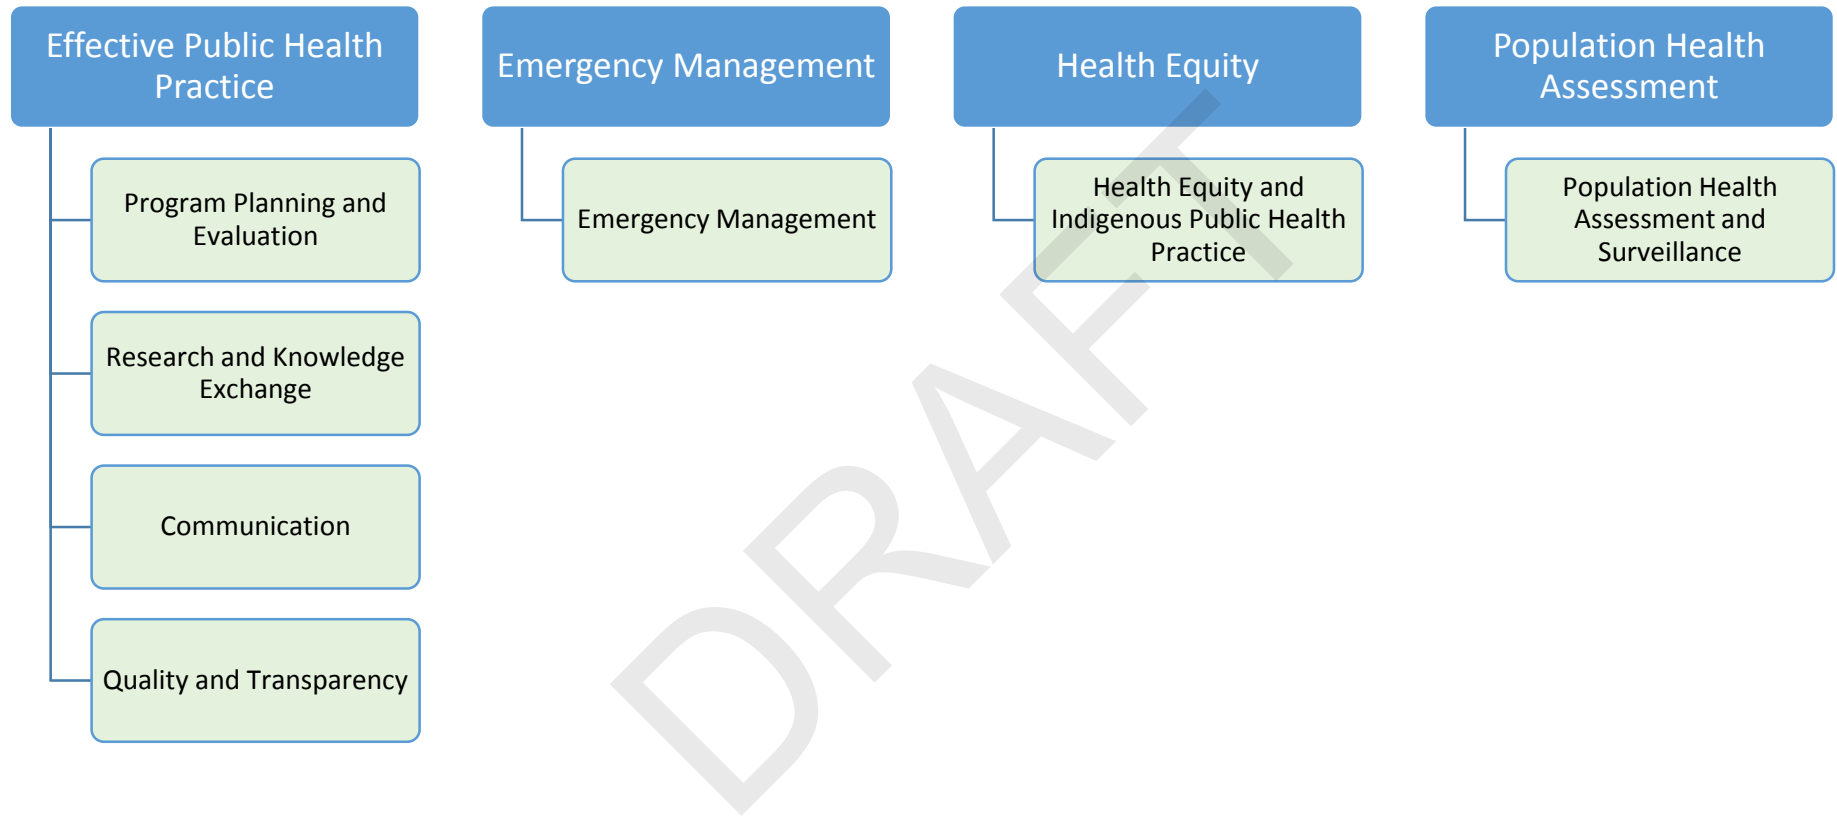 Effective Public Health
Practice
Program Planning and
Evaluation
Research and Knowledge
Exchange
Communication
Quality and Transparency
Emergency Management
Emergency Management
Health Equity
Health Equity and
Indigenous Public Health
Practice
Population Health
Assessment
Population Health
Assessment and
Surveillance
DRAFT